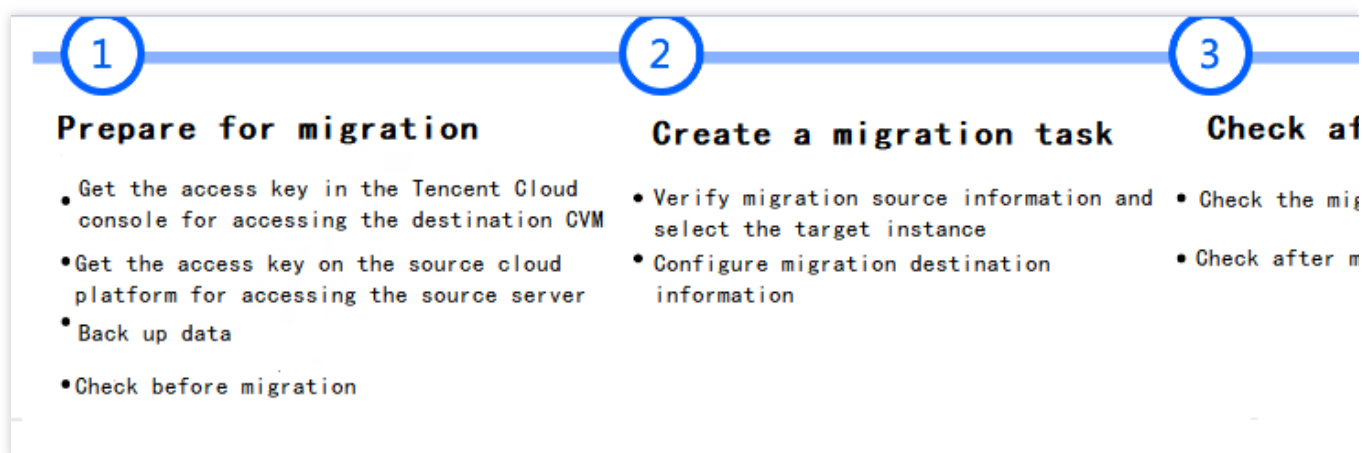 1
Prepare for migration
Get the access key in the Tencent Cloud
console for accessing the destination CVM
Get the access key on the source cloud
platform for accessing the source server
Back up data
Check before migration
2
Create a migration task
Verify migration source information and
select the target instance
Configure migration destination
information
3
Check
Check the
Check after